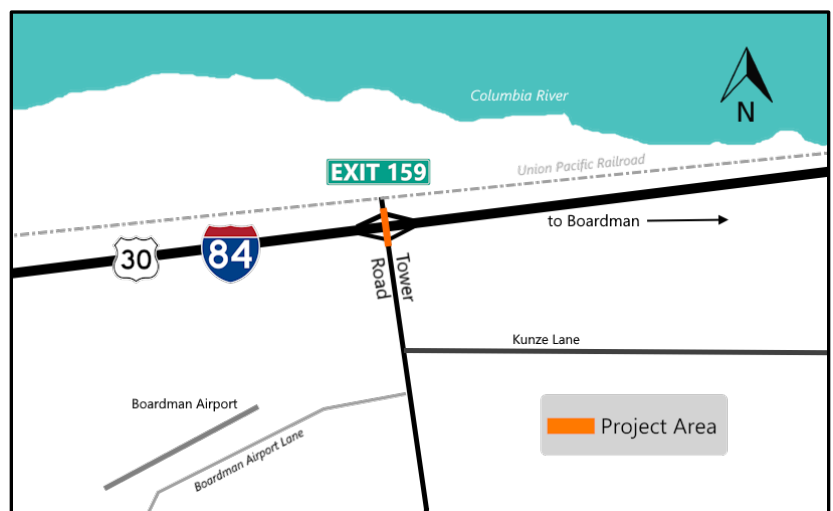 Columbia River
N
Union Pacific Railroad
EXIT 159
to Boardman
30
84
Tower
Road
Kunze Lane
Boardman Airport
Project Area
Boardman Airport Lane